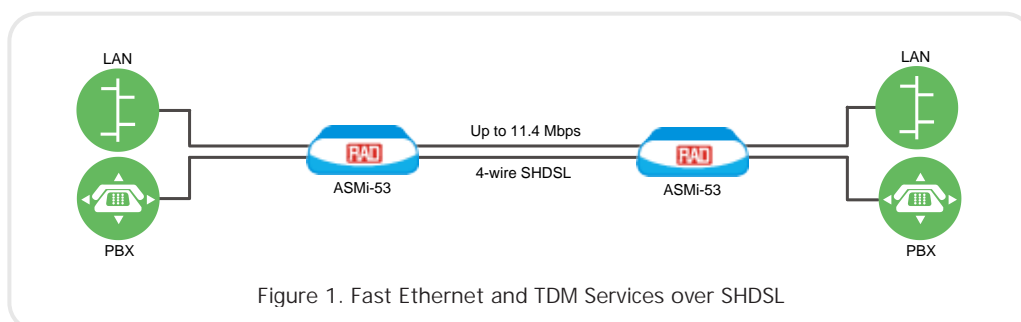 LAN
LAN
Up to 11.4 Mbps
RAD
RAD
4-wire SHDSL
ASMi-53
ASMi-53
PBX
PBX
Figure 1. Fast Ethernet and TDM Services over SHDSL